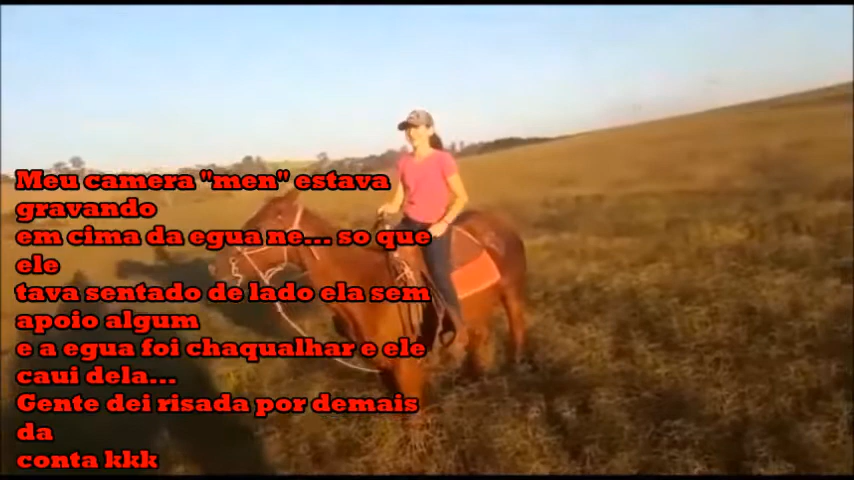 Meu camera "men" estava
gravando
em cima da egua ne... so que
ele
tava sentado de lado ela sem
apoio algum
e a egua foi chaqualhar e ele
caui dela...
Gente dei risada por demais
da
conta kkk